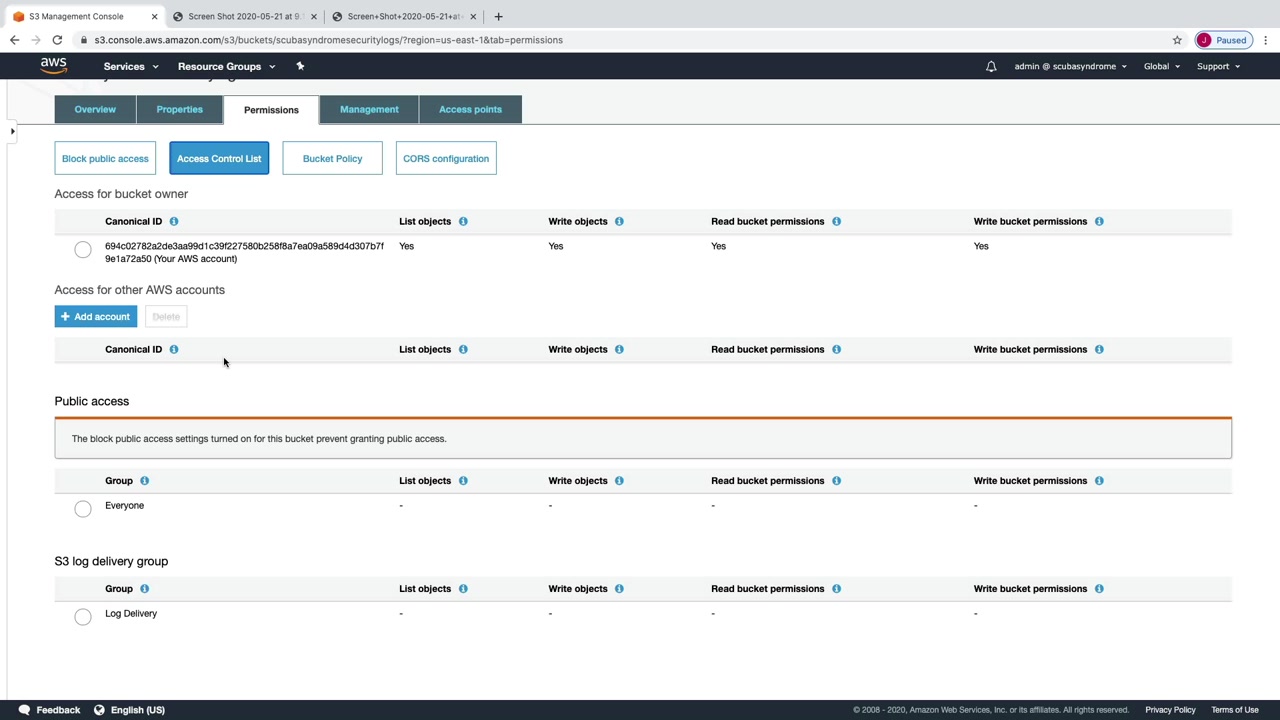 S3 Management Console
Screen Shot 2020-05-21 at 9
Screen+Shot+2020-05-21+at
s3.console.aws.amazon.com/s3/buckets/scubasyndromesecuritylogs/?region=us-east-1&tab=permissions
J Paused
aws Services Resource Groups admin @ scubasyndrome Global Support
Overview Properties Permissions Management Access points
Block public access Access Control List Bucket Policy CORS configuration
Access for bucket owner
Canonical ID List objects Write objects Read bucket permissions Write bucket permissions
694c02782a2de3aa99d1c39f227580b258f8a7ea09a589d4d307b7f Yes Yes Yes Yes
9e1a72a50 (Your AWS account)
Access for other AWS accounts
+ Add account Delete
Canonical ID List objects Write objects Read bucket permissions Write bucket permissions
Public access
The block public access settings turned on for this bucket prevent granting public access.
Group List objects Write objects Read bucket permissions Write bucket permissions
Everyone - - - -
S3 log delivery group
Group List objects Write objects Read bucket permissions Write bucket permissions
Log Delivery - - - -
Feedback English (US) © 2008 - 2020, Amazon Web Services, Inc. or its affiliates. All rights reserved. Privacy Policy Terms of Use